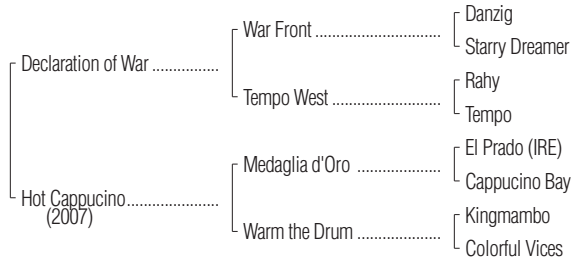 Danzig
War Front ..............................
Starry Dreamer
Declaration of War ................
Rahy
Tempo West ..........................
Tempo
El Prado (IRE)
Medaglia d'Oro ....................
Cappucino Bay
Hot Cappucino......................
(2007)
Kingmambo
Warm the Drum ....................
Colorful Vices